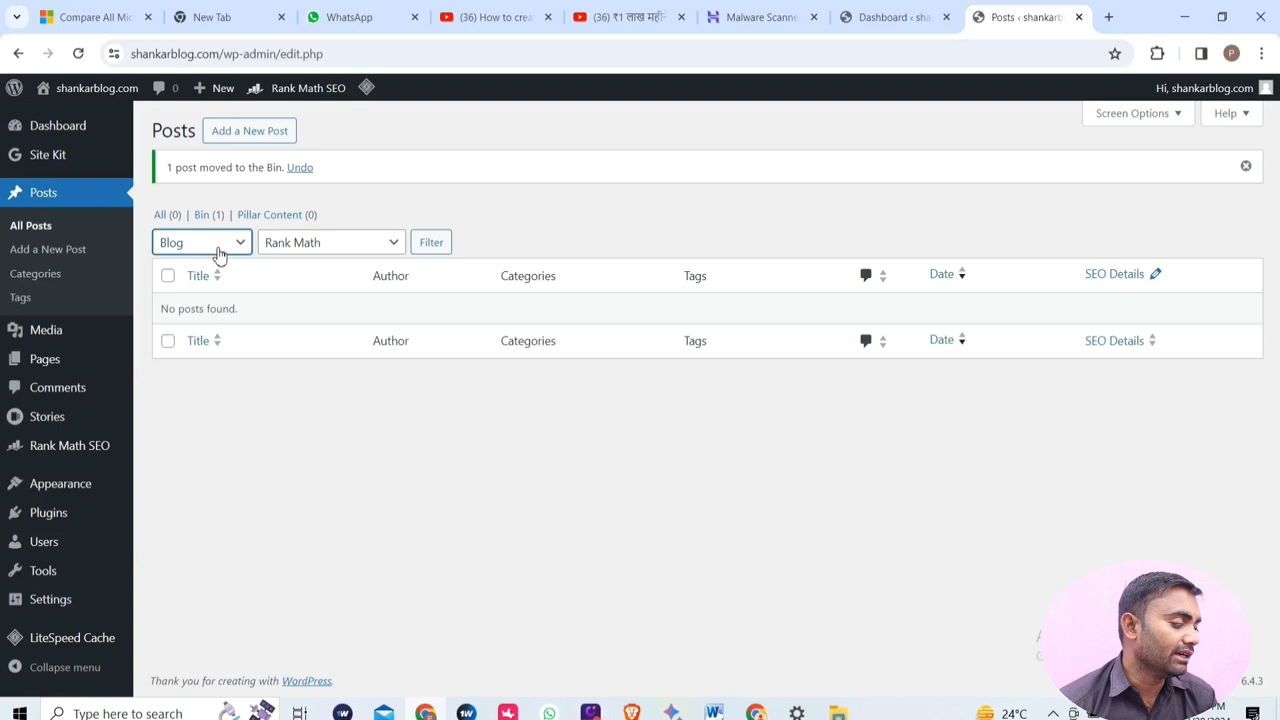 Compare All Mic
New Tab
WhatsApp
(36) How to crea
(36) ₹1 लाख मही
Malware Scanne
Dashboard ‹ sha
Posts ‹ shankarb
shankarblog.com/wp-admin/edit.php
P
shankarblog.com
0
New
Rank Math SEO
Hi, shankarblog.com
Dashboard
Site Kit
Posts
All Posts
Add a New Post
Categories
Tags
Media
Pages
Comments
Stories
Rank Math SEO
Appearance
Plugins
Users
Tools
Settings
LiteSpeed Cache
Collapse menu
Screen Options
Help
Posts
Add a New Post
1 post moved to the Bin. Undo
All (0) | Bin (1) | Pillar Content (0)
Blog
Rank Math
Filter
Title
Author
Categories
Tags
Date
SEO Details
No posts found.
Title
Author
Categories
Tags
Date
SEO Details
Thank you for creating with WordPress.
6.4.3
Type here to search
24°C